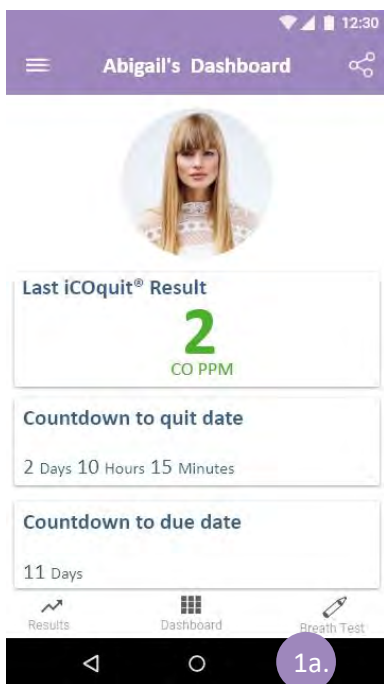 12:30
Abigail's Dashboard
Last iCOquit® Result
2
CO PPM
Countdown to quit date
2 Days 10 Hours 15 Minutes
Countdown to due date
11 Days
Results Dashboard Breath Test
1a.